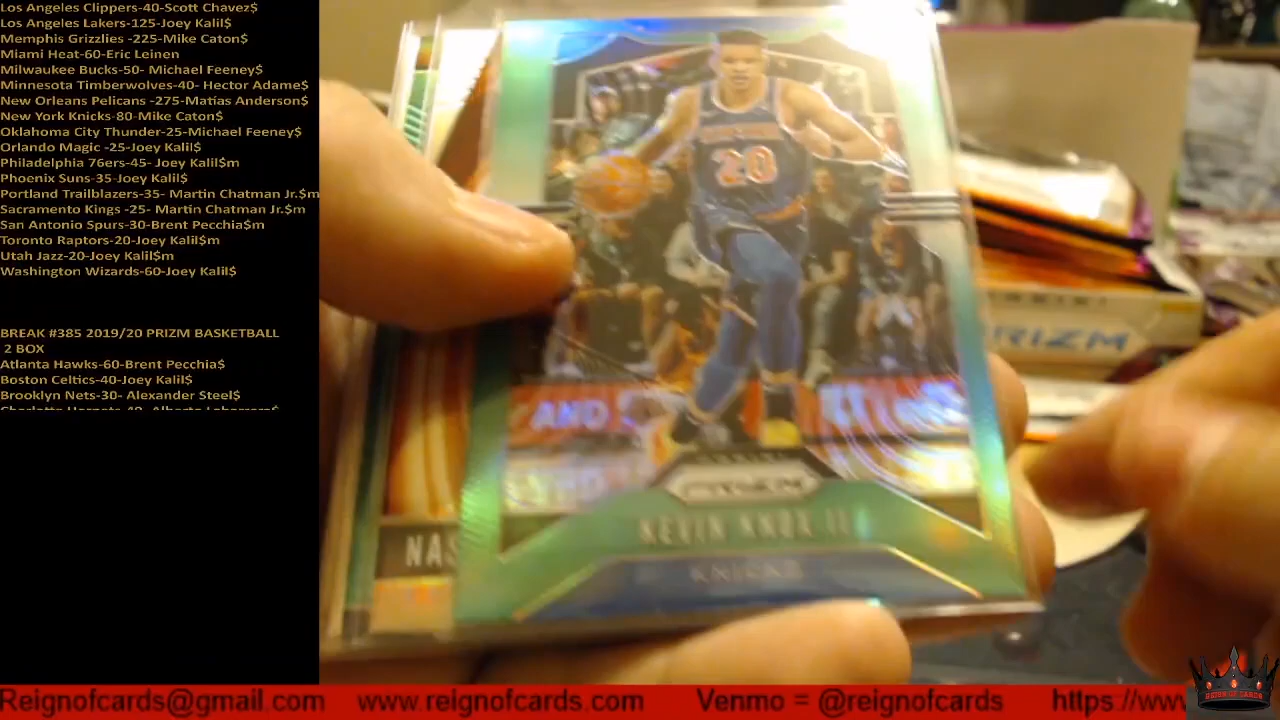 Los Angeles Clippers-40-Scott Chavez$
Los Angeles Lakers-125-Joey Kalil$
Memphis Grizzlies -225-Mike Caton$
Miami Heat-60-Eric Leinen
Milwaukee Bucks-50- Michael Feeney$
Minnesota Timberwolves-40- Hector Adame$
New Orleans Pelicans -275-Matias Anderson$
New York Knicks-80-Mike Caton$
Oklahoma City Thunder-25-Michael Feeney$
Orlando Magic -25-Joey Kalil$
Philadelphia 76ers-45- Joey Kalil$m
Phoenix Suns-35-Joey Kalil$
Portland Trailblazers-35- Martin Chatman Jr.$m
Sacramento Kings -25- Martin Chatman Jr.$m
San Antonio Spurs-30-Brent Pecchia$m
Toronto Raptors-20-Joey Kalil$m
Utah Jazz-20-Joey Kalil$m
Washington Wizards-60-Joey Kalil$
BREAK #385 2019/20 PRIZM BASKETBALL
2 BOX
Atlanta Hawks-60-Brent Pecchia$
Boston Celtics-40-Joey Kalil$
Brooklyn Nets-30- Alexander Steel$
20
AND
PRIZM
KEVIN KNOX II
KNICKS
NAS
PRIZM
Reignofcards@gmail.com www.reignofcards.com Venmo = @reignofcards https://www
REIGN OF CARDS